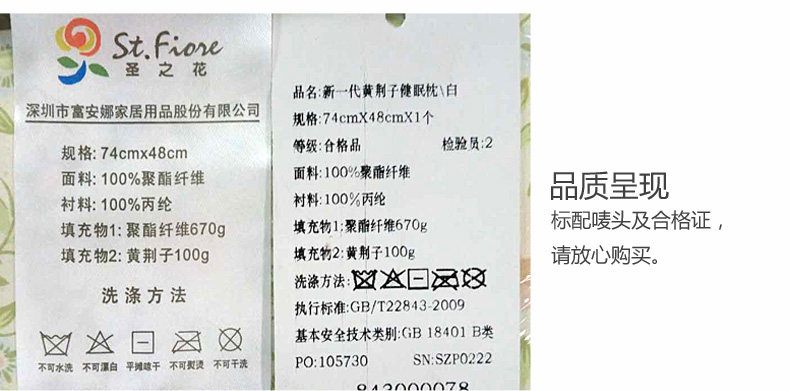 St.Fiore
圣之花
深圳市富安娜家居用品股份有限公司
规格: 74cmx48cm
面料: 100%聚酯纤维
衬料: 100%丙纶
填充物1: 聚酯纤维670g
填充物2: 黄荆子100g
洗涤方法
不可水洗 不可漂白 平摊晾干 不可熨烫 不可干洗
品名:新一代黄荆子健眠枕\白
规格:74cmX48cmX1个
等级:合格品 检验员:2
面料:100%聚酯纤维
衬料:100%丙纶
填充物1:聚酯纤维670g
填充物2:黄荆子100g
洗涤方法:
执行标准:GB/T22843-2009
基本安全技术类别:GB 18401 B类
PO:105730 SN:SZP0222
843000078
品质呈现
标配唛头及合格证，
请放心购买。